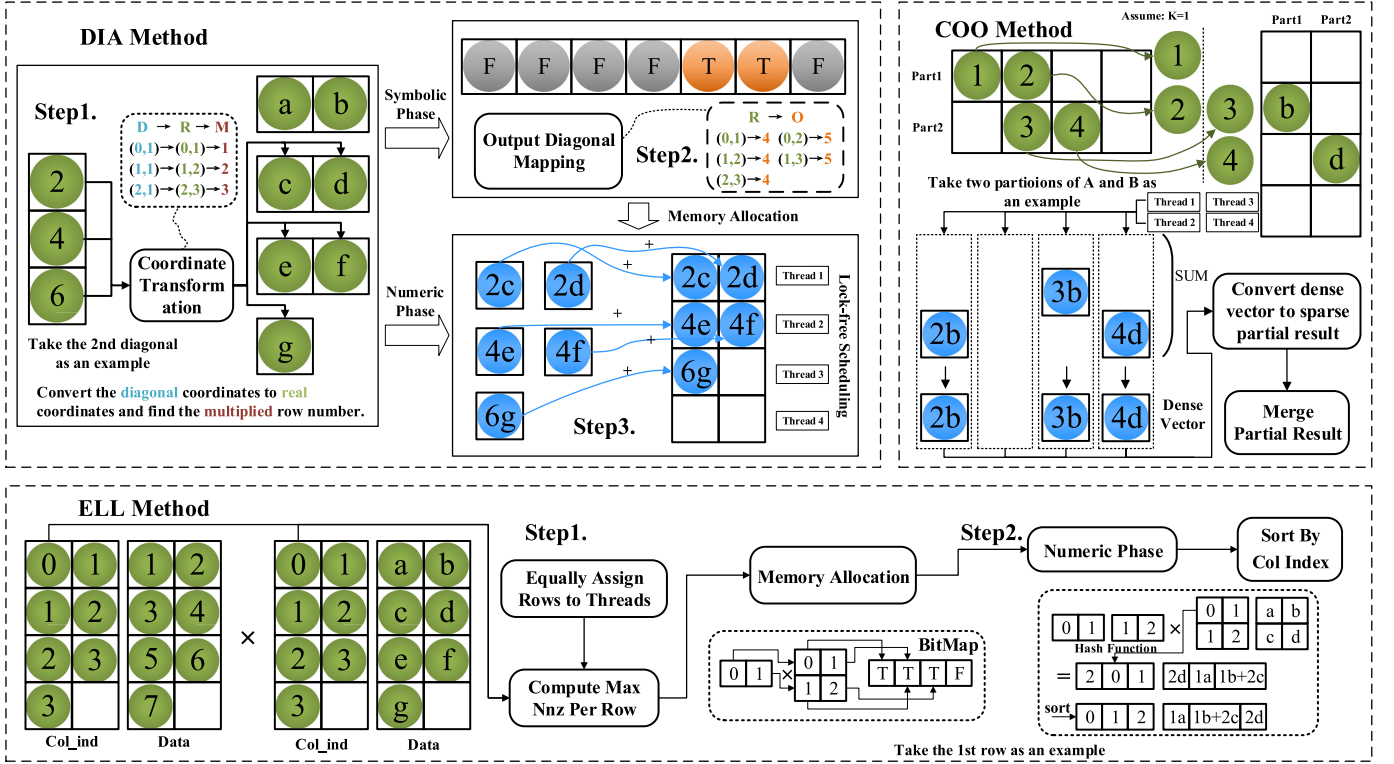 DIA Method
Step1.
D → R → M
(0,1)→(0,1)→1
(1,1)→(1,2)→2
(2,1)→(2,3)→3
2
4
6
a b
c d
e f
g
Coordinate
Transform
ation
Take the 2nd diagonal
as an example
Convert the diagonal coordinates to real
coordinates and find the multiplied row number.
Symbolic
Phase
Numeric
Phase
F F F F T T F
Output Diagonal
Mapping
Step2.
R → O
(0,1)→4 (0,2)→5
(1,2)→4 (1,3)→5
(2,3)→4
Memory Allocation
2c 2d
4e 4f
6g
+
+
+
+
+
2c 2d
4e 4f
6g
Thread 1
Thread 2
Thread 3
Thread 4
Lock-free Scheduling
Step3.
COO Method
Assume: K=1
Part1 Part2
Part1
Part2
1 2
3 4
1
2
3
4
b
d
Take two partioions of A and B as
an example
Thread 1 Thread 3
Thread 2 Thread 4
SUM
2b 3b 4d
2b 3b 4d
Dense
Vector
Convert dense
vector to sparse
partial result
Merge
Partial Result
ELL Method
0 1 1 2
1 2 3 4
2 3 5 6
3 7
Col_ind Data
×
0 1 a b
1 2 c d
2 3 e f
3 g
Col_ind Data
Step1.
Equally Assign
Rows to Threads
Compute Max
Nnz Per Row
Memory Allocation
BitMap
0 1 × 0 1
1 2
T T T F
Step2.
Numeric Phase
Sort By
Col Index
0 1 1 2 × 0 1 a b
1 2 c d
Hash Function
= 2 0 1 2d 1a 1b+2c
sort
0 1 2 1a 1b+2c 2d
Take the 1st row as an example